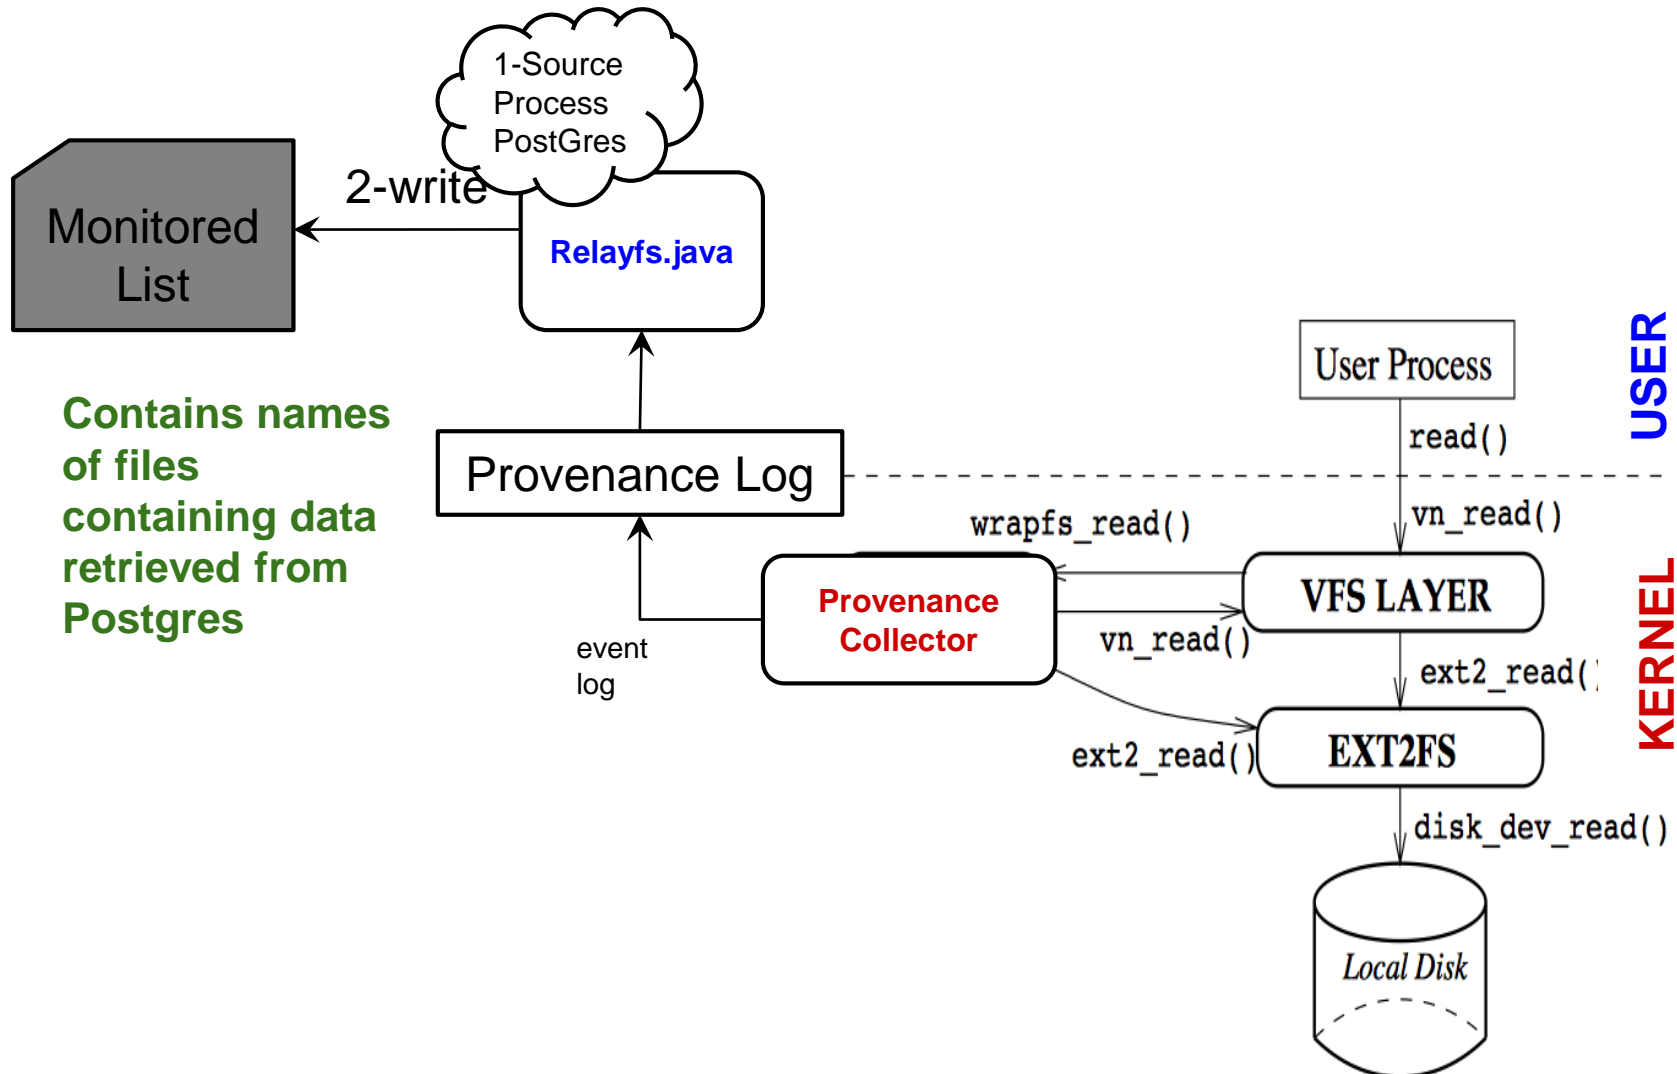 1-Source
Process
PostGres
2-write
Monitored
List
Relayfs.java
Contains names
of files
containing data
retrieved from
Postgres
Provenance Log
event
log
Provenance
Collector
User Process
read()
USER
wrapfs_read()
vn_read()
VFS LAYER
vn_read()
ext2_read()
KERNEL
ext2_read()
EXT2FS
disk_dev_read()
Local Disk